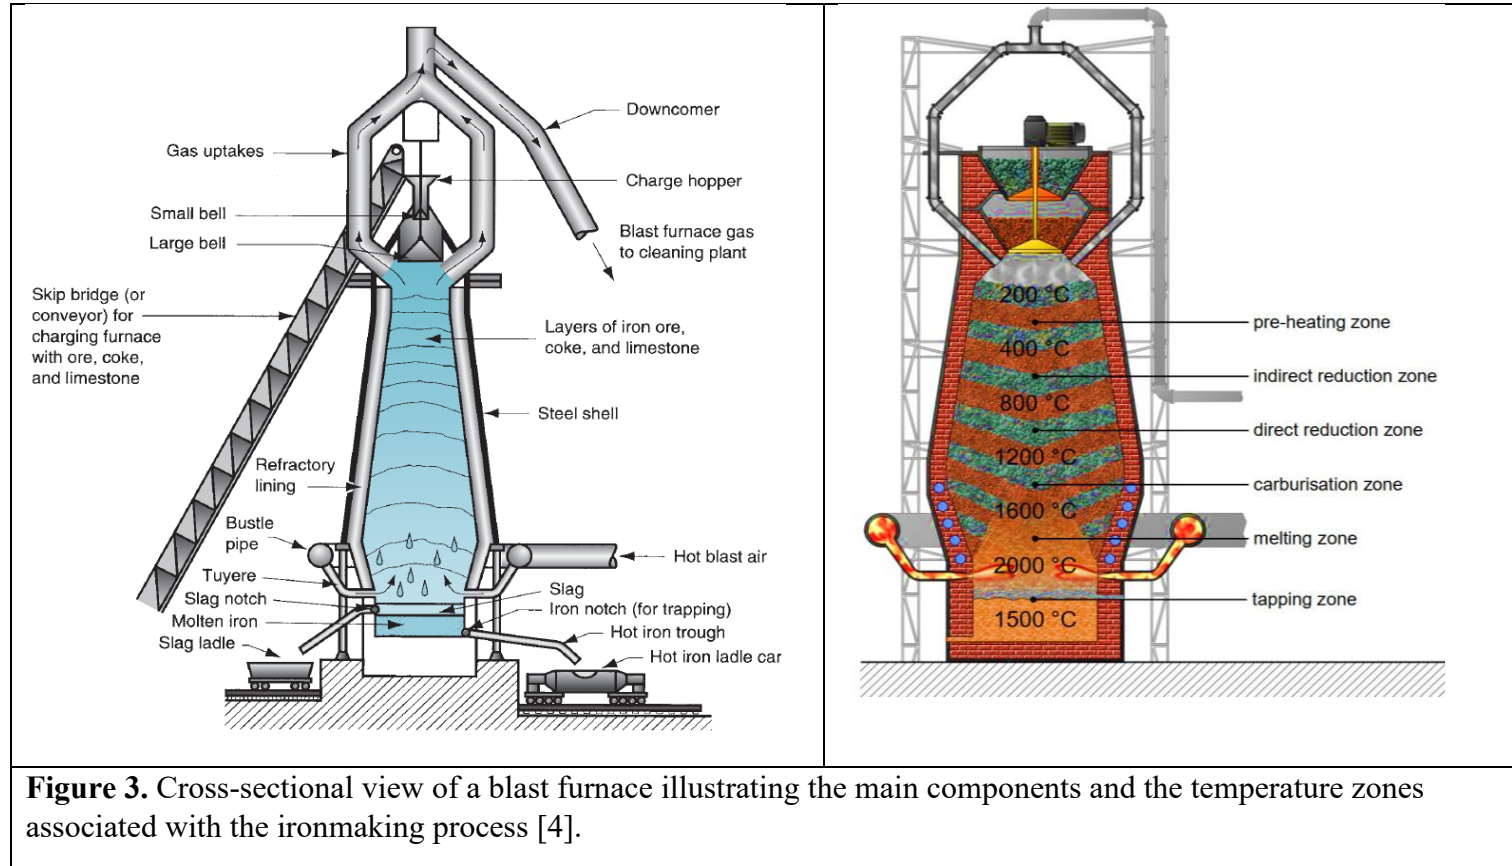 Downcomer
Gas uptakes
Charge hopper
Small bell
Large bell
Blast furnace gas
to cleaning plant
Skip bridge (or
conveyor) for
charging furnace
with ore, coke,
and limestone
Layers of iron ore,
coke, and limestone
Steel shell
Refractory
lining
Bustle
pipe
Hot blast air
Tuyere
Slag
Slag notch
Iron notch (for trapping)
Molten iron
Hot iron trough
Slag ladle
Hot iron ladle car
200 °C
pre-heating zone
400 °C
indirect reduction zone
800 °C
direct reduction zone
1200 °C
carburisation zone
1600 °C
melting zone
2000 °C
tapping zone
1500 °C
Figure 3. Cross-sectional view of a blast furnace illustrating the main components and the temperature zones
associated with the ironmaking process [4].